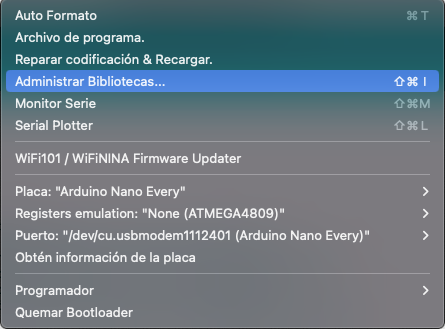 Auto Formato ⌘ T
Archivo de programa.
Reparar codificación & Recargar.
Administrar Bibliotecas... ⇧ ⌘ I
Monitor Serie ⇧ ⌘ M
Serial Plotter ⇧ ⌘ L
WiFi101 / WiFiNINA Firmware Updater
Placa: "Arduino Nano Every"
Registers emulation: "None (ATMEGA4809)"
Puerto: "/dev/cu.usbmodem1112401 (Arduino Nano Every)"
Obtén información de la placa
Programador
Quemar Bootloader